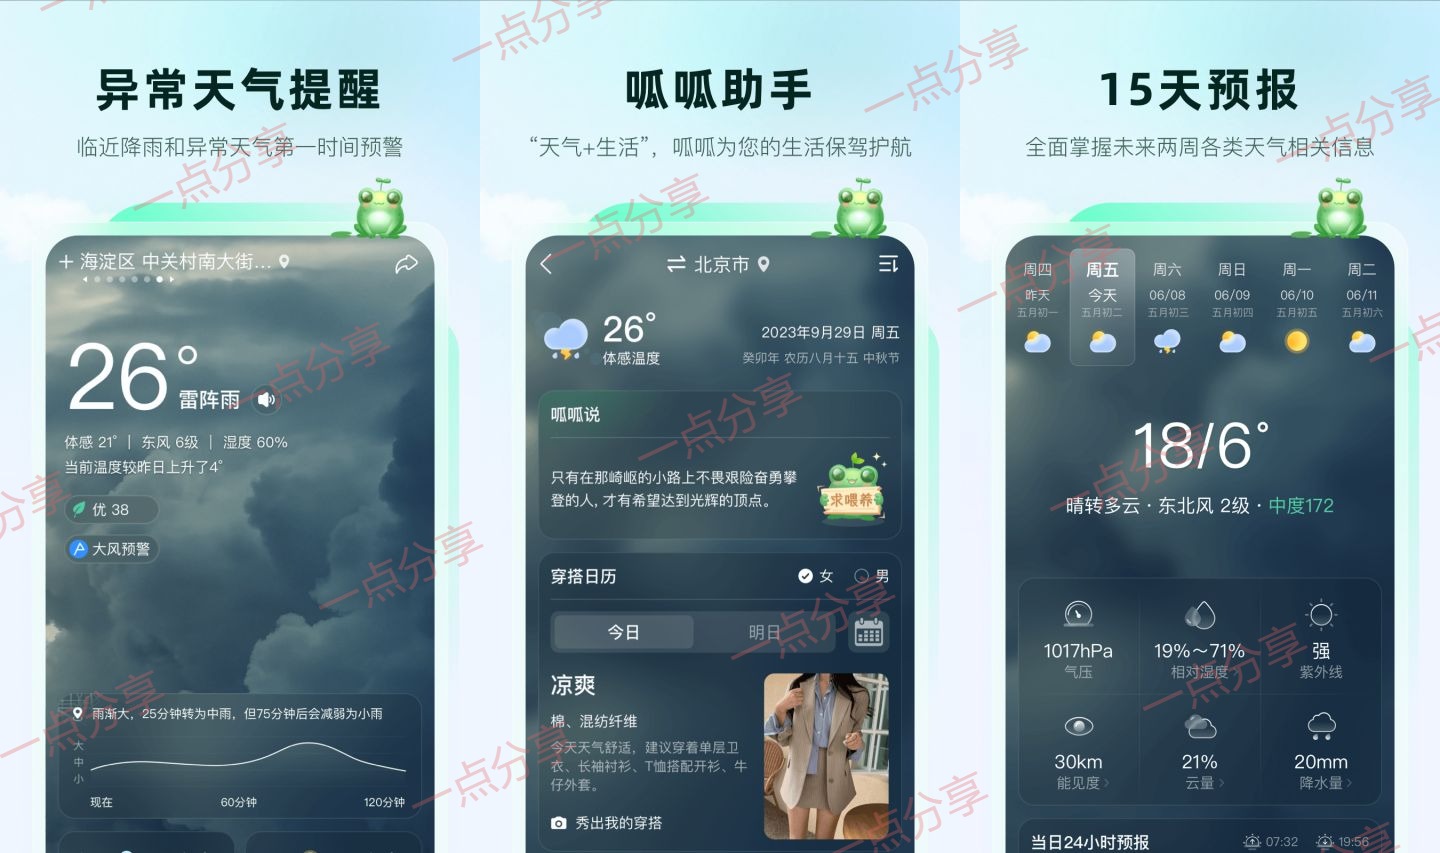 异常天气提醒
临近降雨和异常天气第一时间预警
海淀区 中关村南大街...
26°
雷阵雨
体感 21° | 东风 6级 | 湿度 60%
当前温度较昨日上升了4°
优 38
大风预警
雨渐大，25分钟转为中雨，但75分钟后会减弱为小雨
大
中
小
现在 60分钟 120分钟
呱呱助手
“天气+生活”，呱呱为您的生活保驾护航
北京市
26°
体感温度
2023年9月29日 周五
癸卯年 农历八月十五 中秋节
呱呱说
只有在那崎岖的小路上不畏艰险奋勇攀
登的人，才有希望达到光辉的顶点。
求喂养
穿搭日历
女 男
今日 明日
凉爽
棉、混纺纤维
今天天气舒适，建议穿着单层卫
衣、长袖衬衫、T恤搭配开衫、牛
仔外套。
秀出我的穿搭
15天预报
全面掌握未来两周各类天气相关信息
周四 周五 周六 周日 周一 周二
昨天 今天 06/08 06/09 06/10 06/11
五月初一 五月初二 五月初三 五月初四 五月初五 五月初六
18/6°
晴转多云 · 东北风 2级 · 中度172
1017hPa 19%～71% 强
气压 相对湿度 紫外线
30km 21% 20mm
能见度 云量 降水量
当日24小时预报 07:32 19:56
一点分享